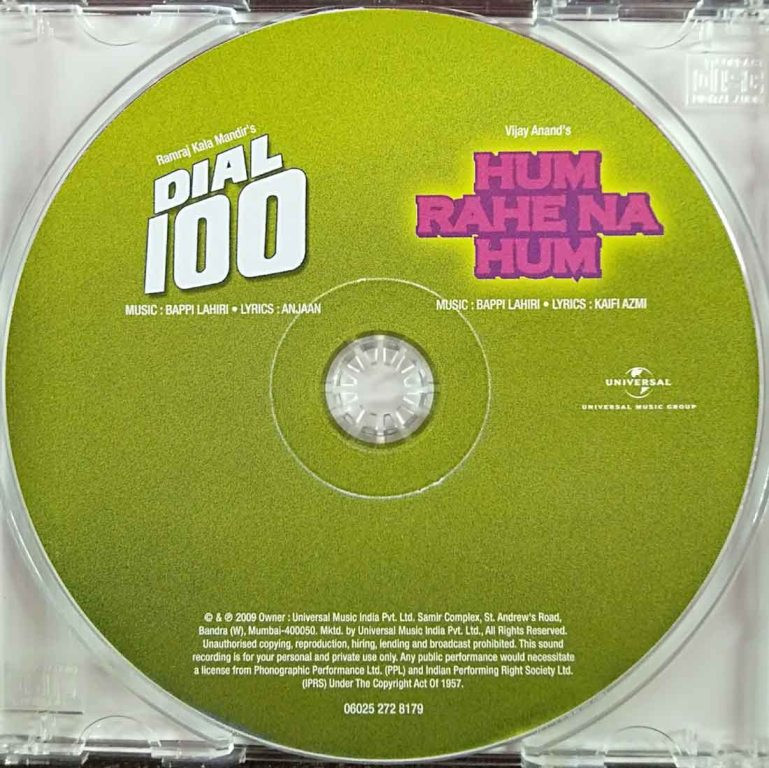 Ramraj Kala Mandir's
DIAL
100
MUSIC : BAPPI LAHIRI • LYRICS : ANJAAN
Vijay Anand's
HUM
RAHE NA
HUM
MUSIC : BAPPI LAHIRI • LYRICS : KAIFI AZMI
UNIVERSAL
UNIVERSAL MUSIC GROUP
© & ℗ 2009 Owner : Universal Music India Pvt. Ltd. Samir Complex, St. Andrew's Road,
Bandra (W), Mumbai-400050. Mktd. by Universal Music India Pvt. Ltd., All Rights Reserved.
Unauthorised copying, reproduction, hiring, lending and broadcast prohibited. This sound
recording is for your personal and private use only. Any public performance would necessitate
a license from Phonographic Performance Ltd. (PPL) and Indian Performing Right Society Ltd.
(IPRS) Under The Copyright Act Of 1957.
06025 272 8179
COMPACT
disc
DIGITAL AUDIO